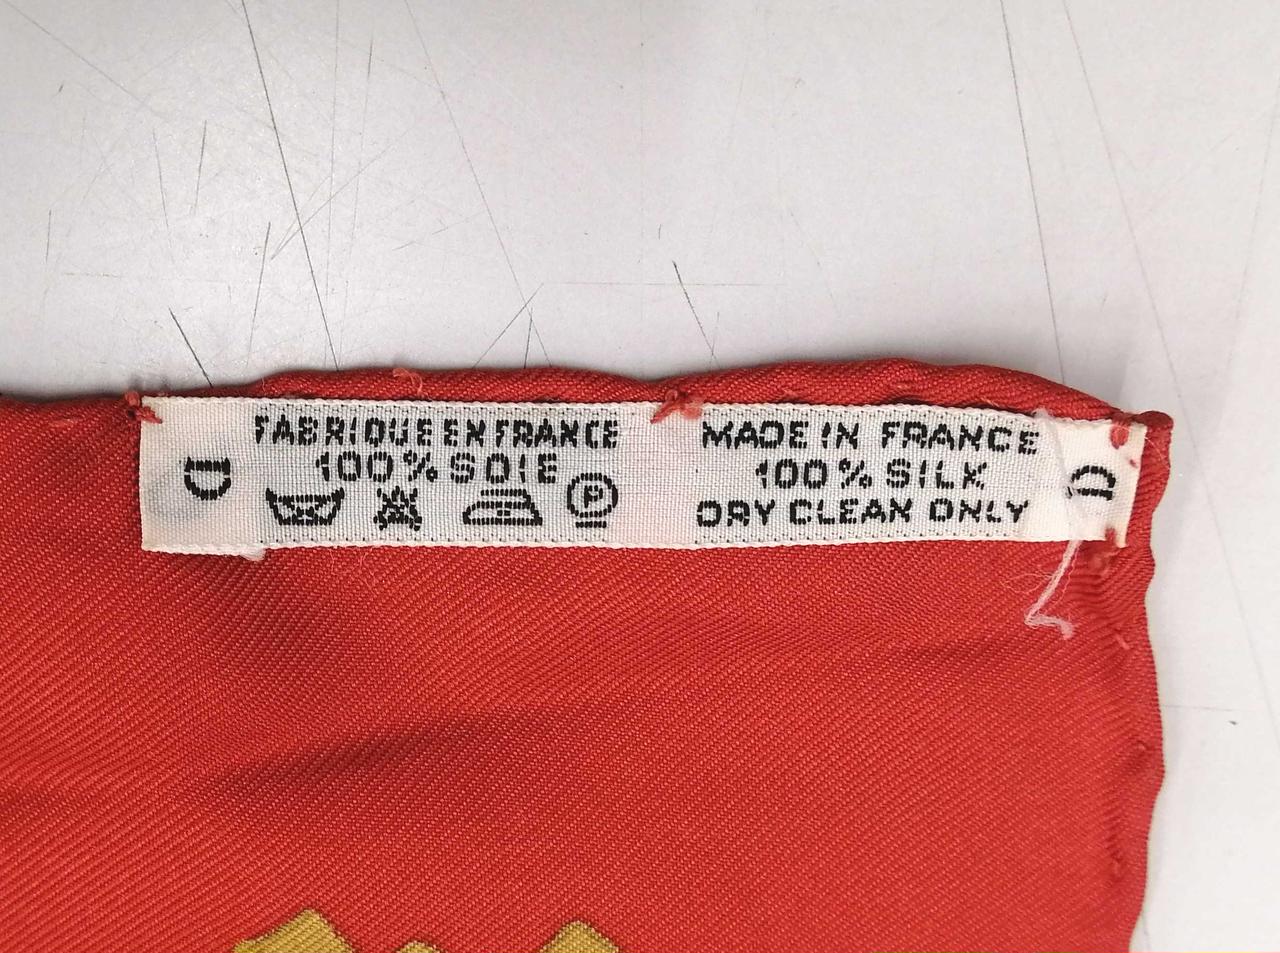 FABRIQUE EN FRANCE
100% SOIE
P
D
MADE IN FRANCE
100% SILK
DRY CLEAN ONLY
D